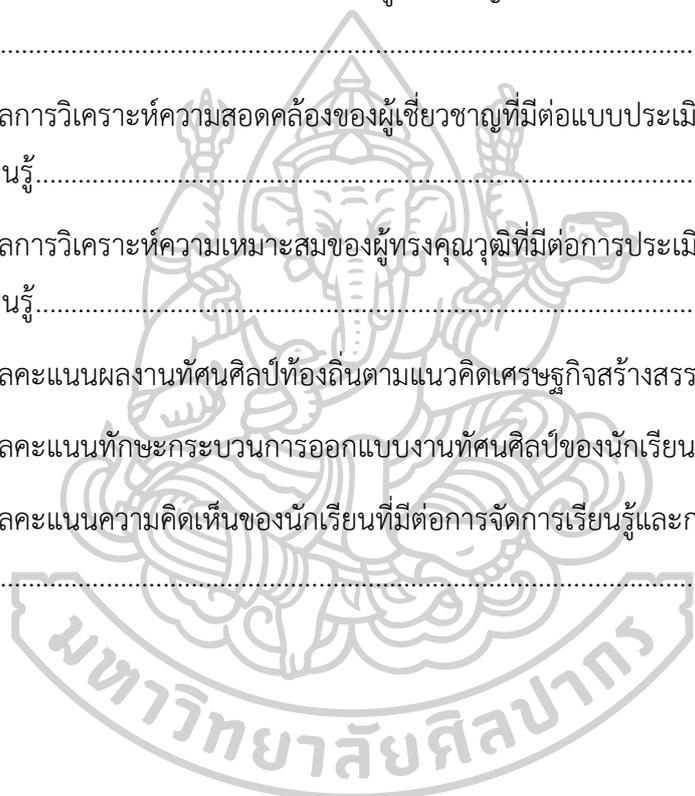 ..................................................................................................
ลการวิเคราะห์ความสอดคล้องของผู้เชี่ยวชาญที่มีต่อแบบประเมิ
นรู้..................................................................................................
ลการวิเคราะห์ความเหมาะสมของผู้ทรงคุณวุฒิที่มีต่อการประเมิ
นรู้..................................................................................................
ลคะแนนผลงานทัศนศิลป์ท้องถิ่นตามแนวคิดเศรษฐกิจสร้างสรร
ลคะแนนทักษะกระบวนการออกแบบงานทัศนศิลป์ของนักเรียน
ลคะแนนความคิดเห็นของนักเรียนที่มีต่อการจัดการเรียนรู้และก
..................................................................................................
มหาวิทยาลัยศิลปากร